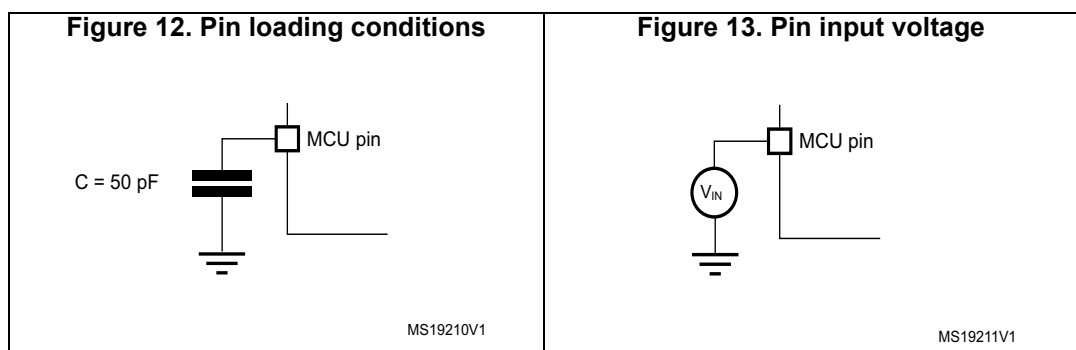 Figure 12. Pin loading conditions
MCU pin
C = 50 pF
MS19210V1
Figure 13. Pin input voltage
MCU pin
VIN
MS19211V1